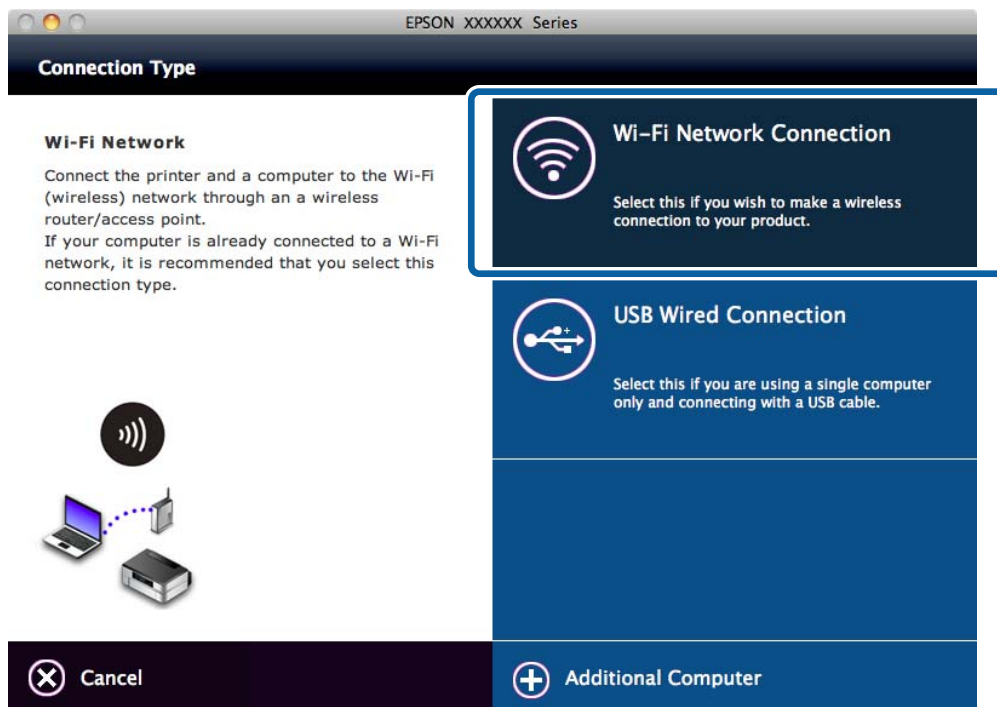 EPSON XXXXXX Series
Connection Type
Wi-Fi Network
Connect the printer and a computer to the Wi-Fi
(wireless) network through an a wireless
router/access point.
If your computer is already connected to a Wi-Fi
network, it is recommended that you select this
connection type.
Wi-Fi Network Connection
Select this if you wish to make a wireless
connection to your product.
USB Wired Connection
Select this if you are using a single computer
only and connecting with a USB cable.
Cancel
Additional Computer